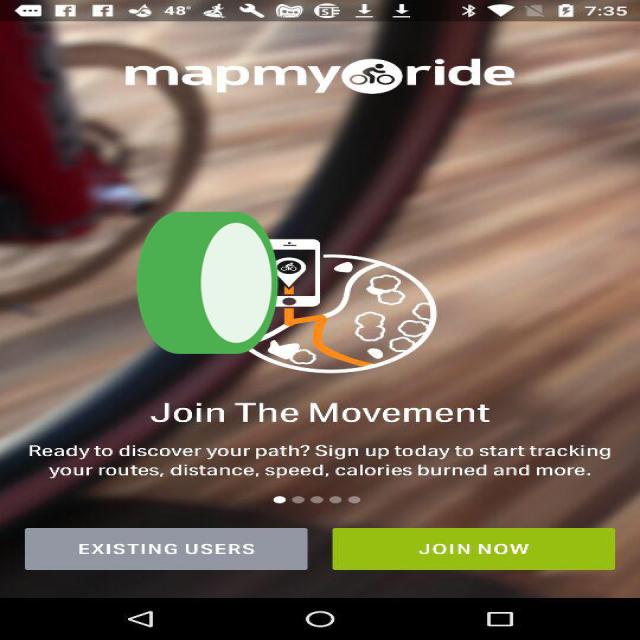 48° 7:35
mapmyride
Join The Movement
Ready to discover your path? Sign up today to start tracking
your routes, distance, speed, calories burned and more.
EXISTING USERS JOIN NOW